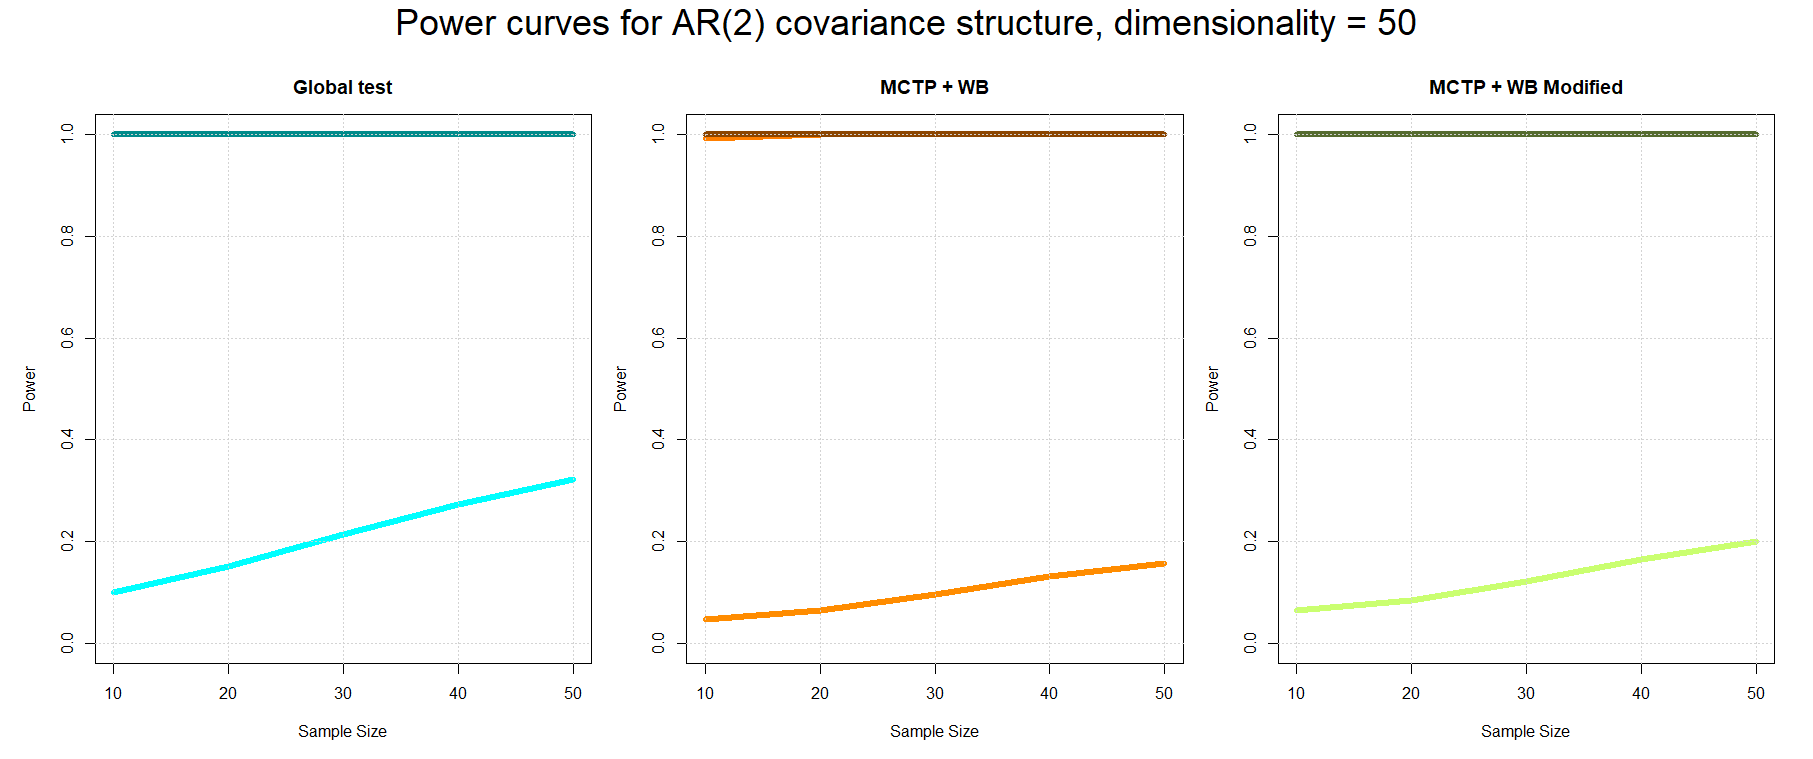 Power curves for AR(2) covariance structure, dimensionality = 50
Global test
1.0
0.8
0.6
0.4
0.2
0.0
Power
10 20 30 40 50
Sample Size
MCTP + WB
1.0
0.8
0.6
0.4
0.2
0.0
Power
10 20 30 40 50
Sample Size
MCTP + WB Modified
1.0
0.8
0.6
0.4
0.2
0.0
Power
10 20 30 40 50
Sample Size